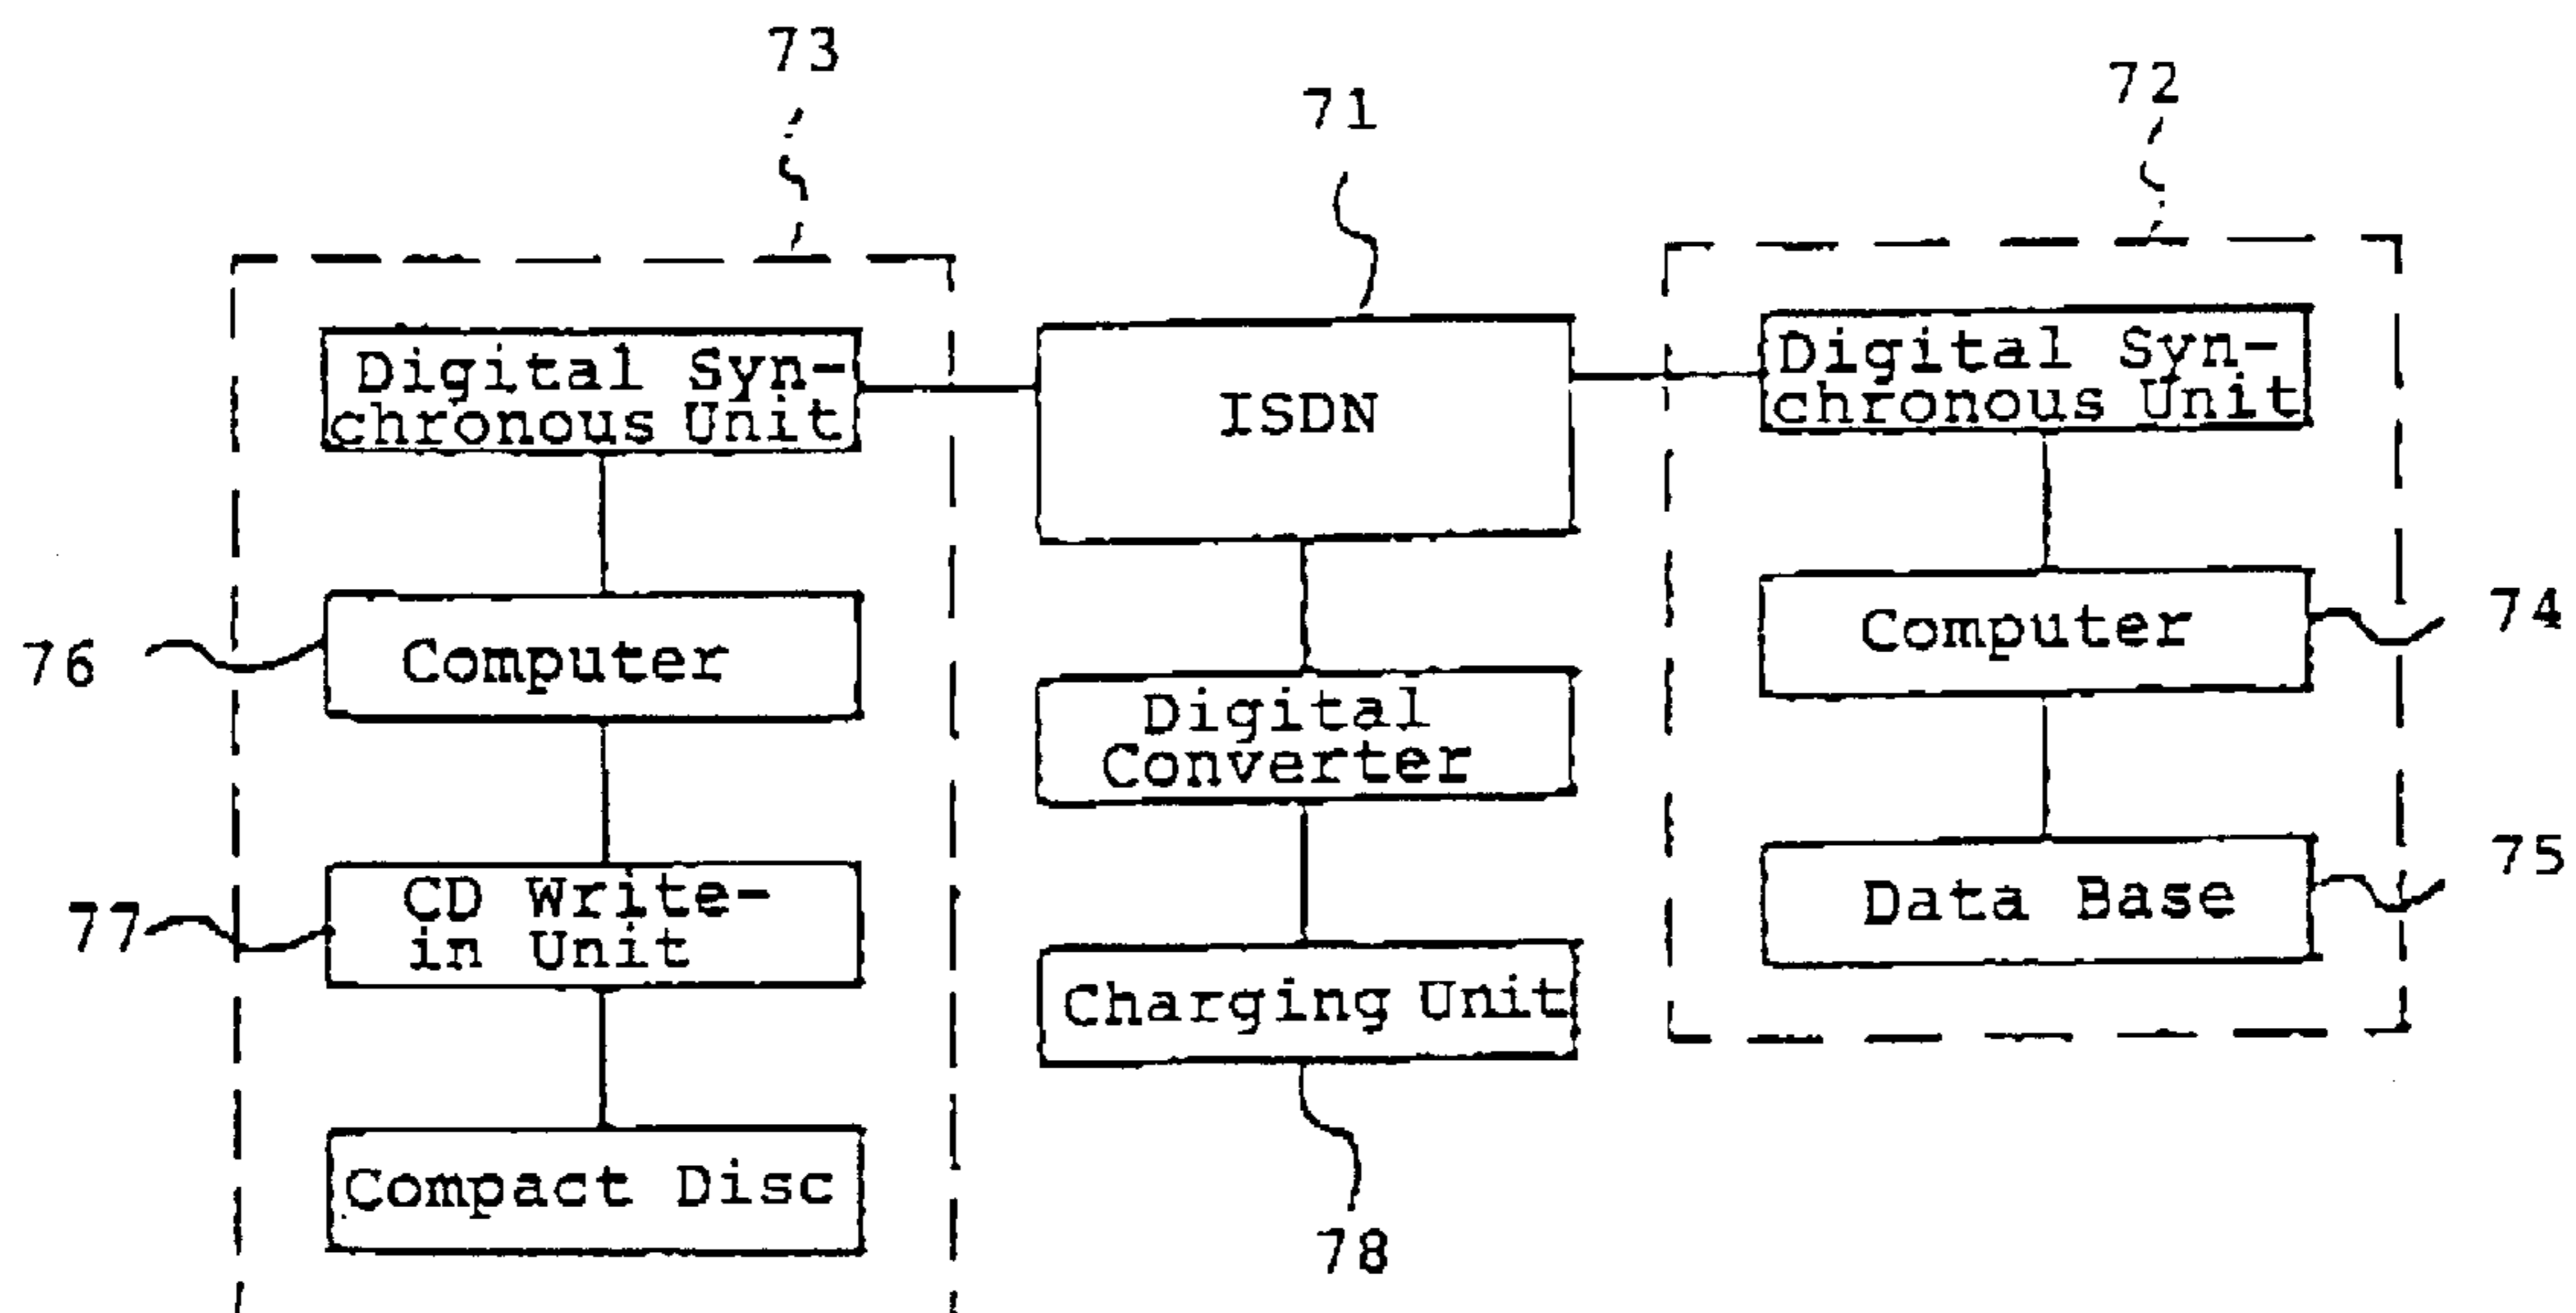 73
71
72
Digital Syn-
chronous Unit
ISDN
Digital Syn-
chronous Unit
76
Computer
Digital
Converter
Computer
74
77
CD Write-
in Unit
Charging Unit
Data Base
75
Compact Disc
78